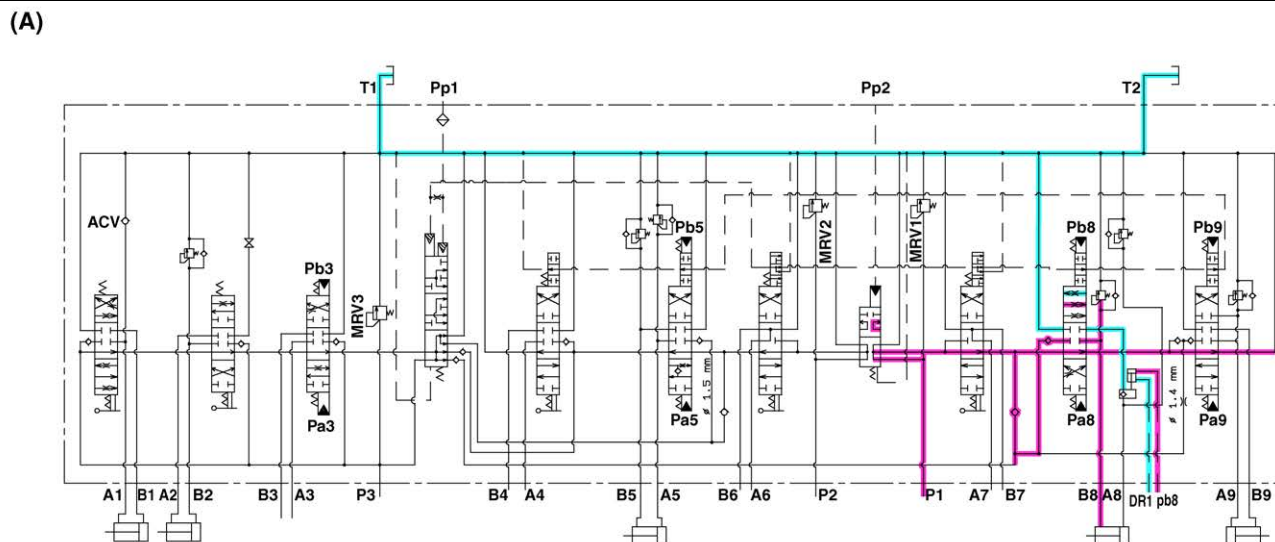 (A)
T1 Pp1 Pp2 T2
ACV
Pb3
MRV3
Pb5
MRV2
MRV1
Pb8
Pb9
Pa3
Pa5
ø 1.5 mm
Pa8
ø 1.4 mm
Pa9
A1 B1 A2 B2 B3 A3 P3 B4 A4 B5 A5 B6 A6 P2 P1 A7 B7 B8 A8 DR1 pb8 A9 B9